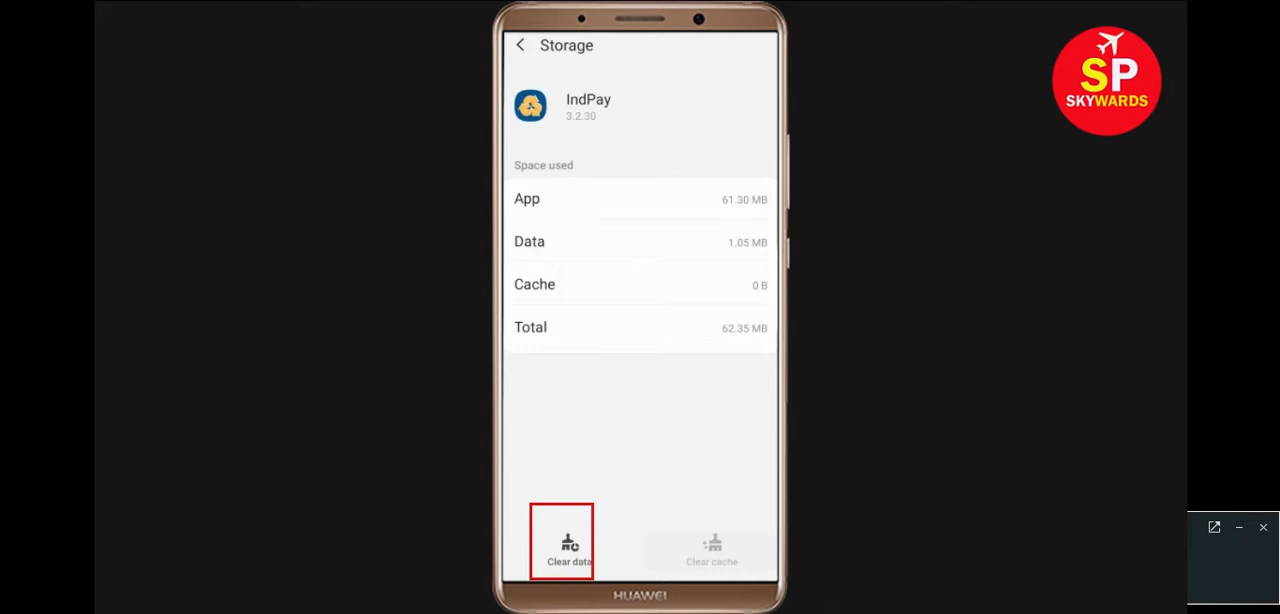 Storage
IndPay
3.2.30
Space used
App 61.30 MB
Data 1.05 MB
Cache 0 B
Total 62.35 MB
Clear data Clear cache
HUAWEI
SP
SKYWARDS